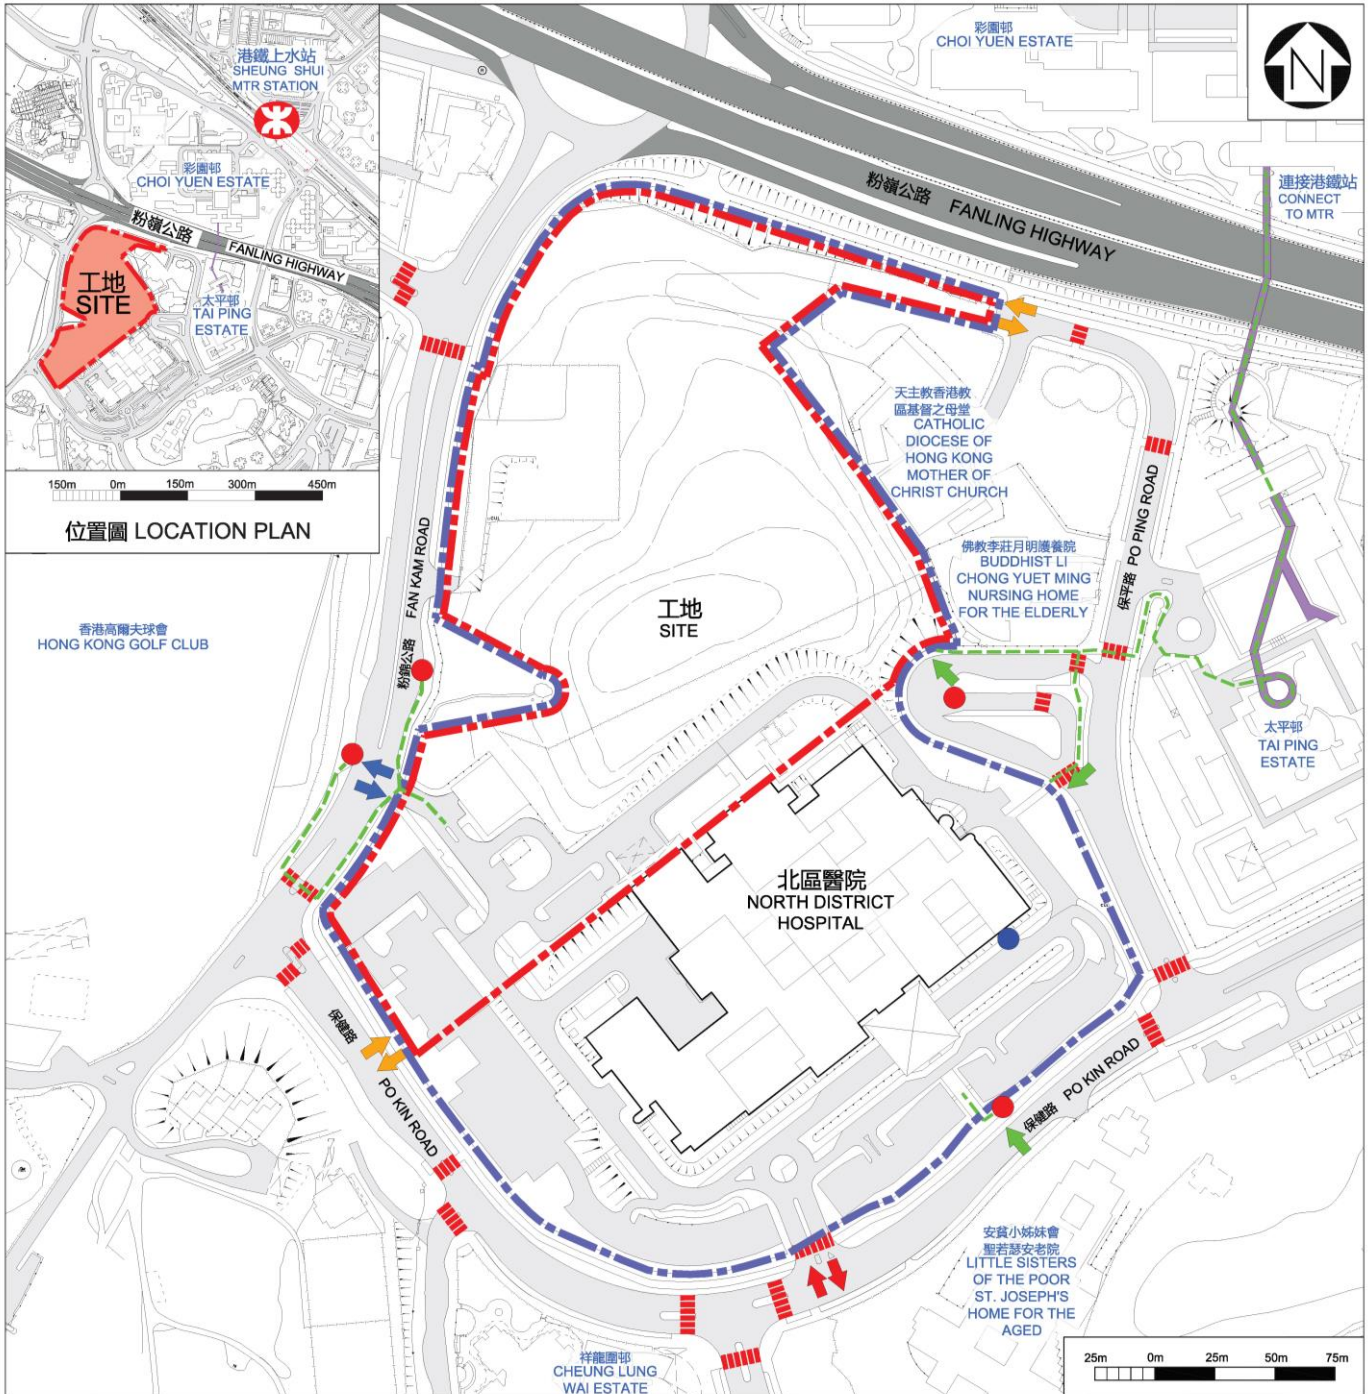 港鐵上水站
SHEUNG SHUI
MTR STATION
彩園邨
CHOI YUEN ESTATE
粉嶺公路
FANLING HIGHWAY
工地
SITE
太平邨
TAI PING
ESTATE
150m 0m 150m 300m 450m
位置圖 LOCATION PLAN
彩園邨
CHOI YUEN ESTATE
N
粉嶺公路 FANLING HIGHWAY
連接港鐵站
CONNECT
TO MTR
天主教香港教
區基督之母堂
CATHOLIC
DIOCESE OF
HONG KONG
MOTHER OF
CHRIST CHURCH
佛教李莊月明護養院
BUDDHIST LI
CHONG YUET MING
NURSING HOME
FOR THE ELDERLY
保平路 PO PING ROAD
粉錦公路 FAN KAM ROAD
工地
SITE
香港高爾夫球會
HONG KONG GOLF CLUB
太平邨
TAI PING
ESTATE
北區醫院
NORTH DISTRICT
HOSPITAL
保健路 PO KIN ROAD
保健路 PO KIN ROAD
安貧小姊妹會
聖若瑟安老院
LITTLE SISTERS
OF THE POOR
ST. JOSEPH'S
HOME FOR THE
AGED
祥龍圍邨
CHEUNG LUNG
WAI ESTATE
25m 0m 25m 50m 75m